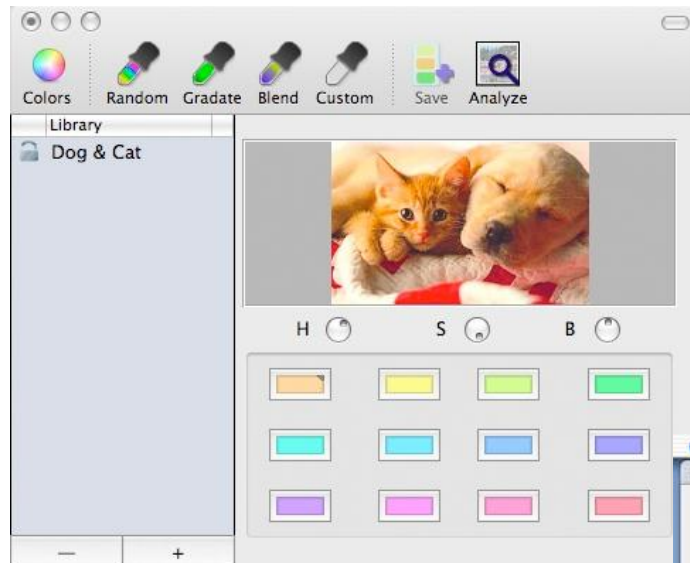 Colors Random Gradate Blend Custom Save Analyze
Library
Dog & Cat
H S B
— +